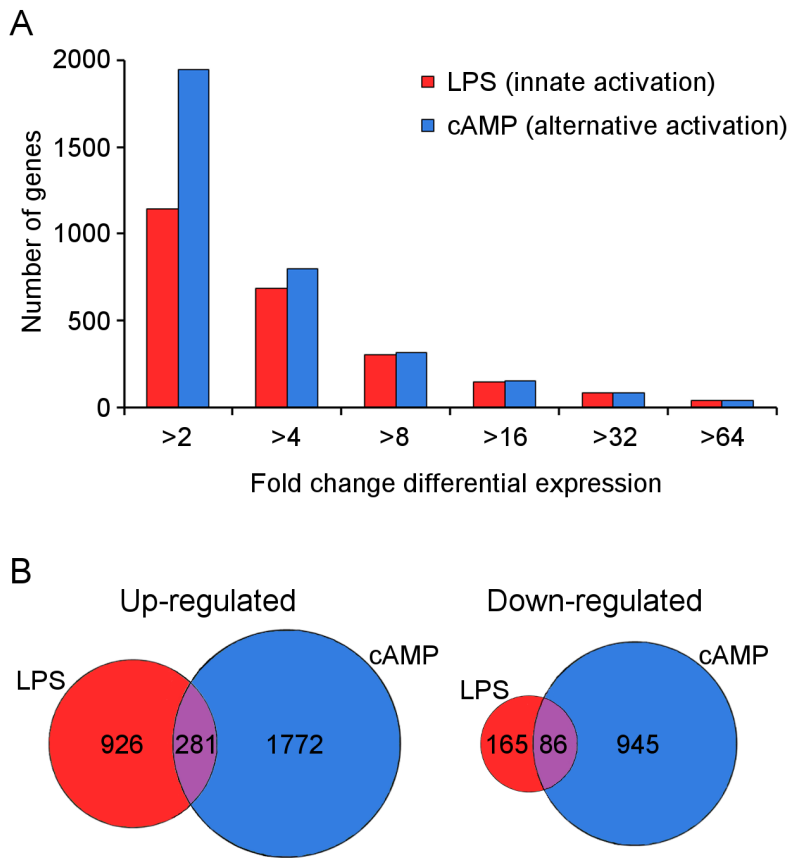 A
Number of genes
2000
1500
1000
500
0
LPS (innate activation)
cAMP (alternative activation)
>2 >4 >8 >16 >32 >64
Fold change differential expression
B
Up-regulated
LPS
cAMP
926 281 1772
Down-regulated
LPS
cAMP
165 86 945